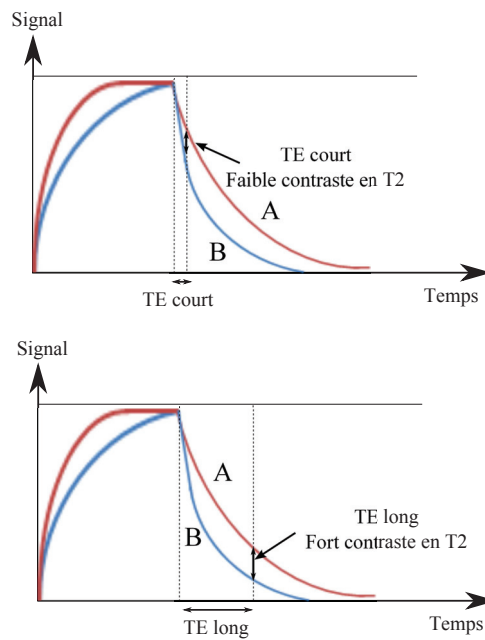 Signal
TE court
Faible contraste en T2
A
B
Temps
TE court
Signal
A
B
TE long
Fort contraste en T2
Temps
TE long